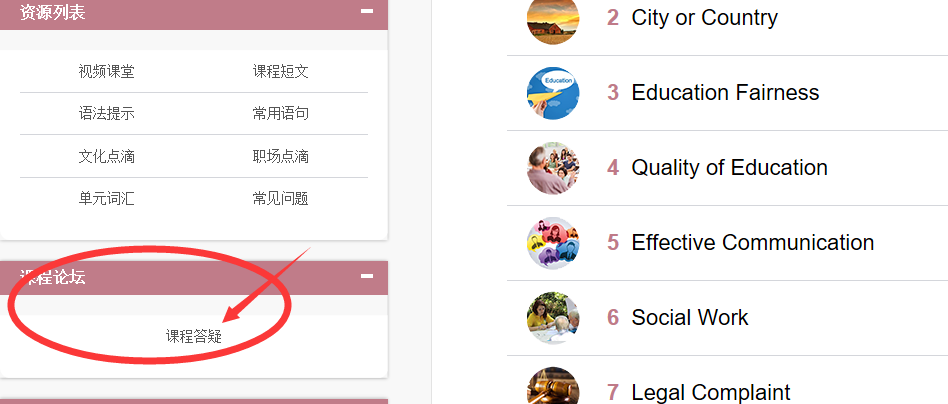 资源列表
视频课堂 课程短文
语法提示 常用语句
文化点滴 职场点滴
单元词汇 常见问题
课程论坛
课程答疑
2 City or Country
Education
3 Education Fairness
4 Quality of Education
5 Effective Communication
6 Social Work
7 Legal Complaint